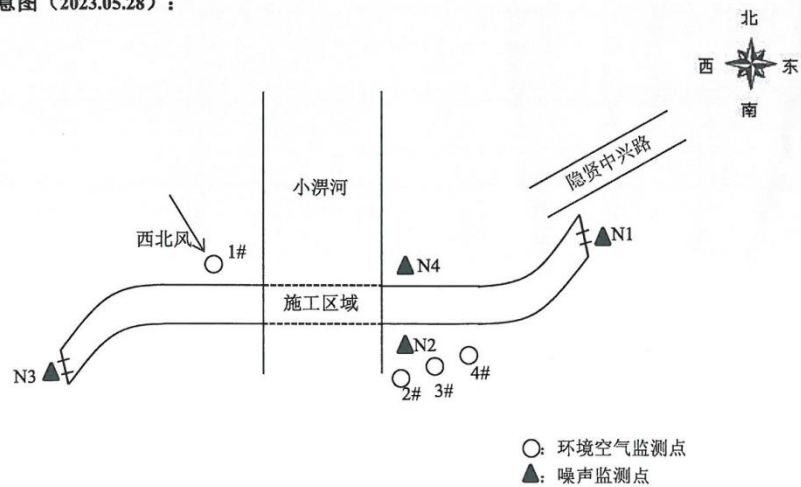 意图（2023.05.28）：
北
西
东
南
隐贤中兴路
小淠河
西北风
1#
N1
N4
施工区域
N2
N3
4#
3#
2#
○：环境空气监测点
▲：噪声监测点